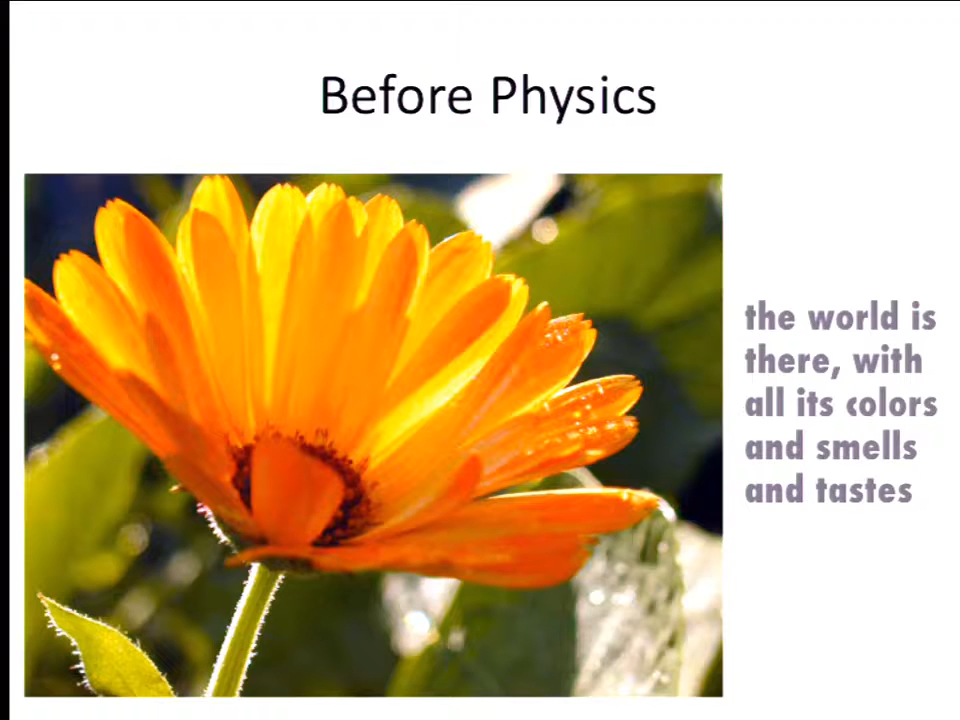 Before Physics
the world is
there, with
all its colors
and smells
and tastes